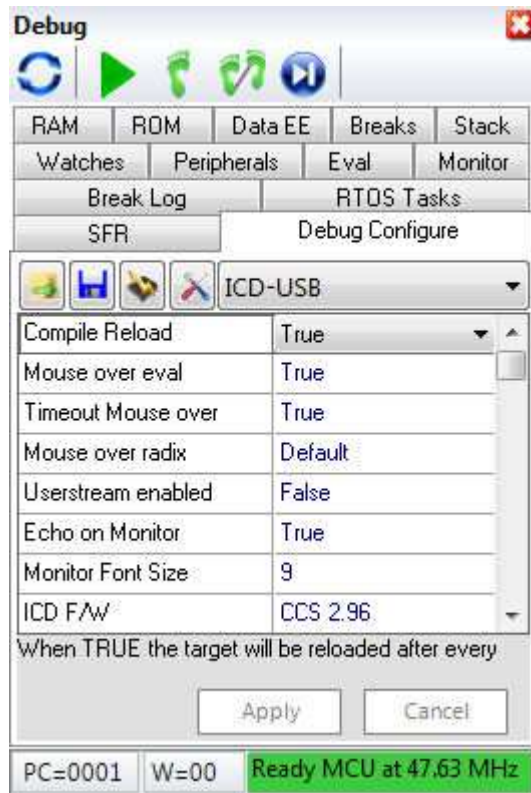 Debug
RAM ROM Data EE Breaks Stack
Watches Peripherals Eval Monitor
Break Log RTOS Tasks
SFR Debug Configure
ICD-USB
Compile Reload True
Mouse over eval True
Timeout Mouse over True
Mouse over radix Default
Userstream enabled False
Echo on Monitor True
Monitor Font Size 9
ICD F/W CCS 2.96
When TRUE the target will be reloaded after every
Apply Cancel
PC=0001 W=00 Ready MCU at 47.63 MHz